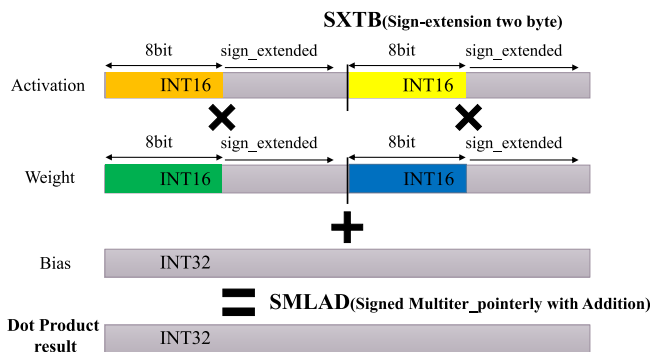 SXTB(Sign-extension two byte)
8bit sign_extended 8bit sign_extended
Activation INT16 INT16
8bit sign_extended 8bit sign_extended
Weight INT16 INT16
Bias INT32
SMLAD(Signed Multiter_pointerly with Addition)
Dot Product
result INT32